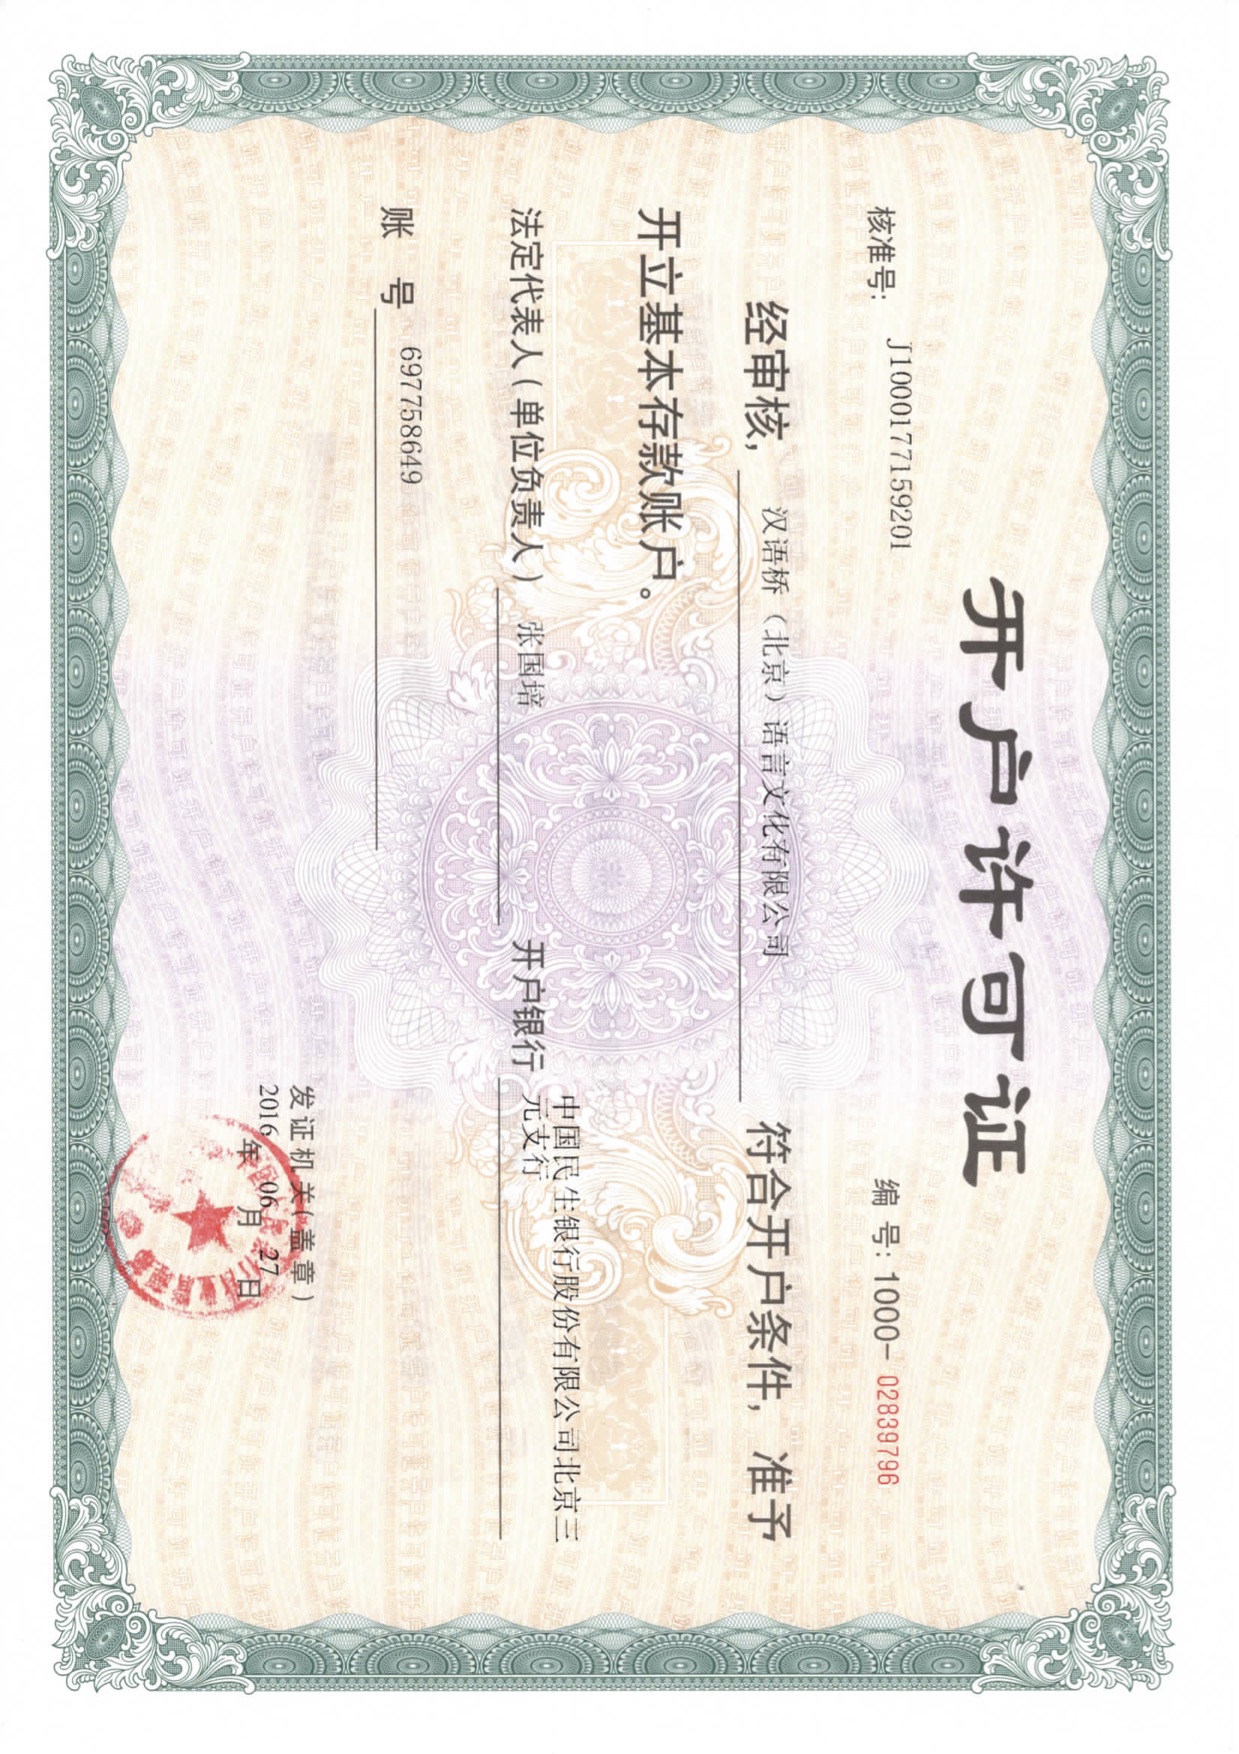 开户许可证
核准号: J1000177159201 编号: 1000- 02839796
经审核, 汉语桥（北京）语言文化有限公司 符合开户条件, 准予
开立基本存款账户。
法定代表人(单位负责人) 张国培 开户银行 中国民生银行股份有限公司北京三
元支行
账 号 697758649
发证机关(盖章)
2016 年 06 月 27 日